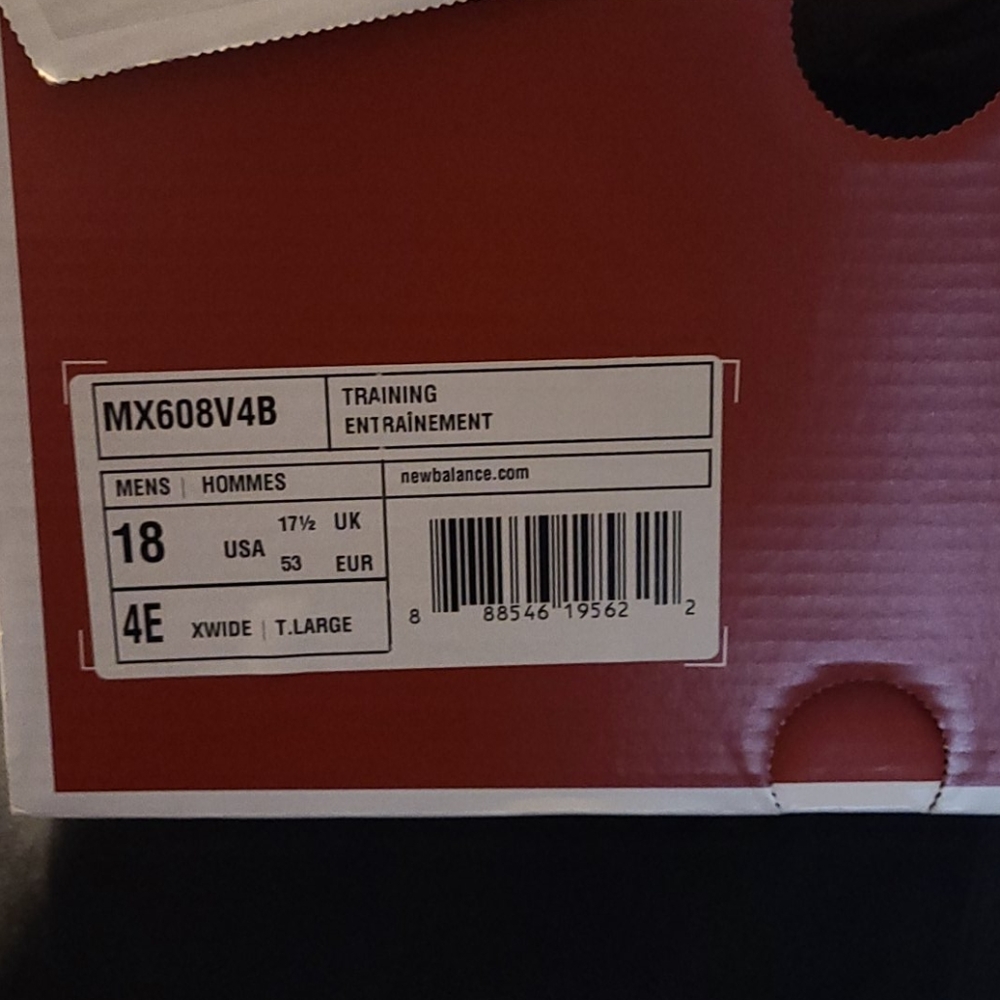 MX608V4B
TRAINING
ENTRAÎNEMENT
MENS | HOMMES
newbalance.com
18 USA
17½ UK
53 EUR
4E XWIDE | T.LARGE
8 88546 19562 2